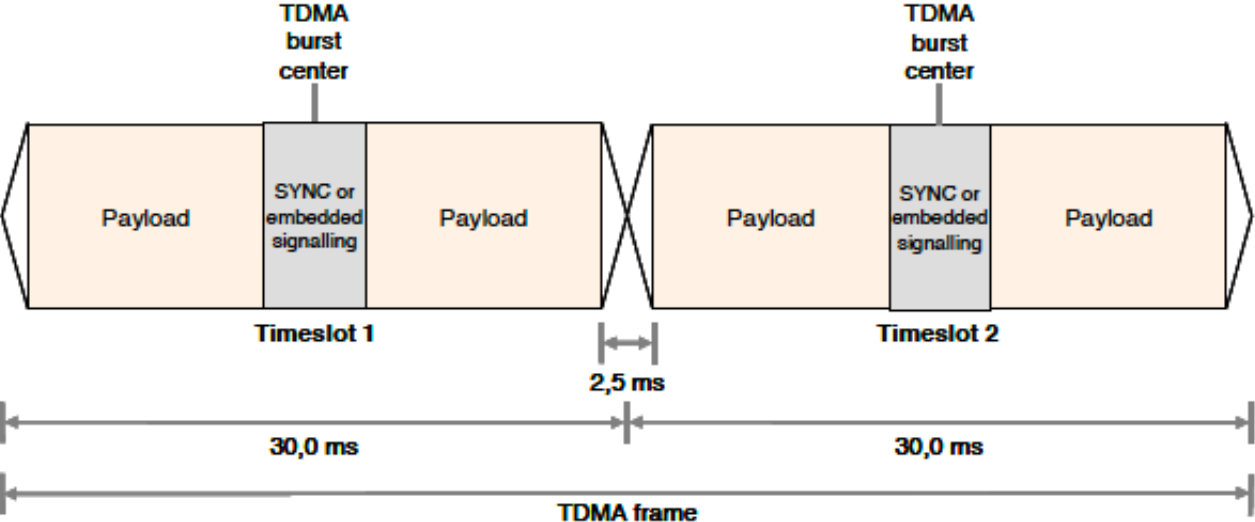 TDMA
burst
center
TDMA
burst
center
Payload
SYNC or
embedded
signalling
Payload
Payload
SYNC or
embedded
signalling
Payload
Timeslot 1
Timeslot 2
2,5 ms
30,0 ms
30,0 ms
TDMA frame